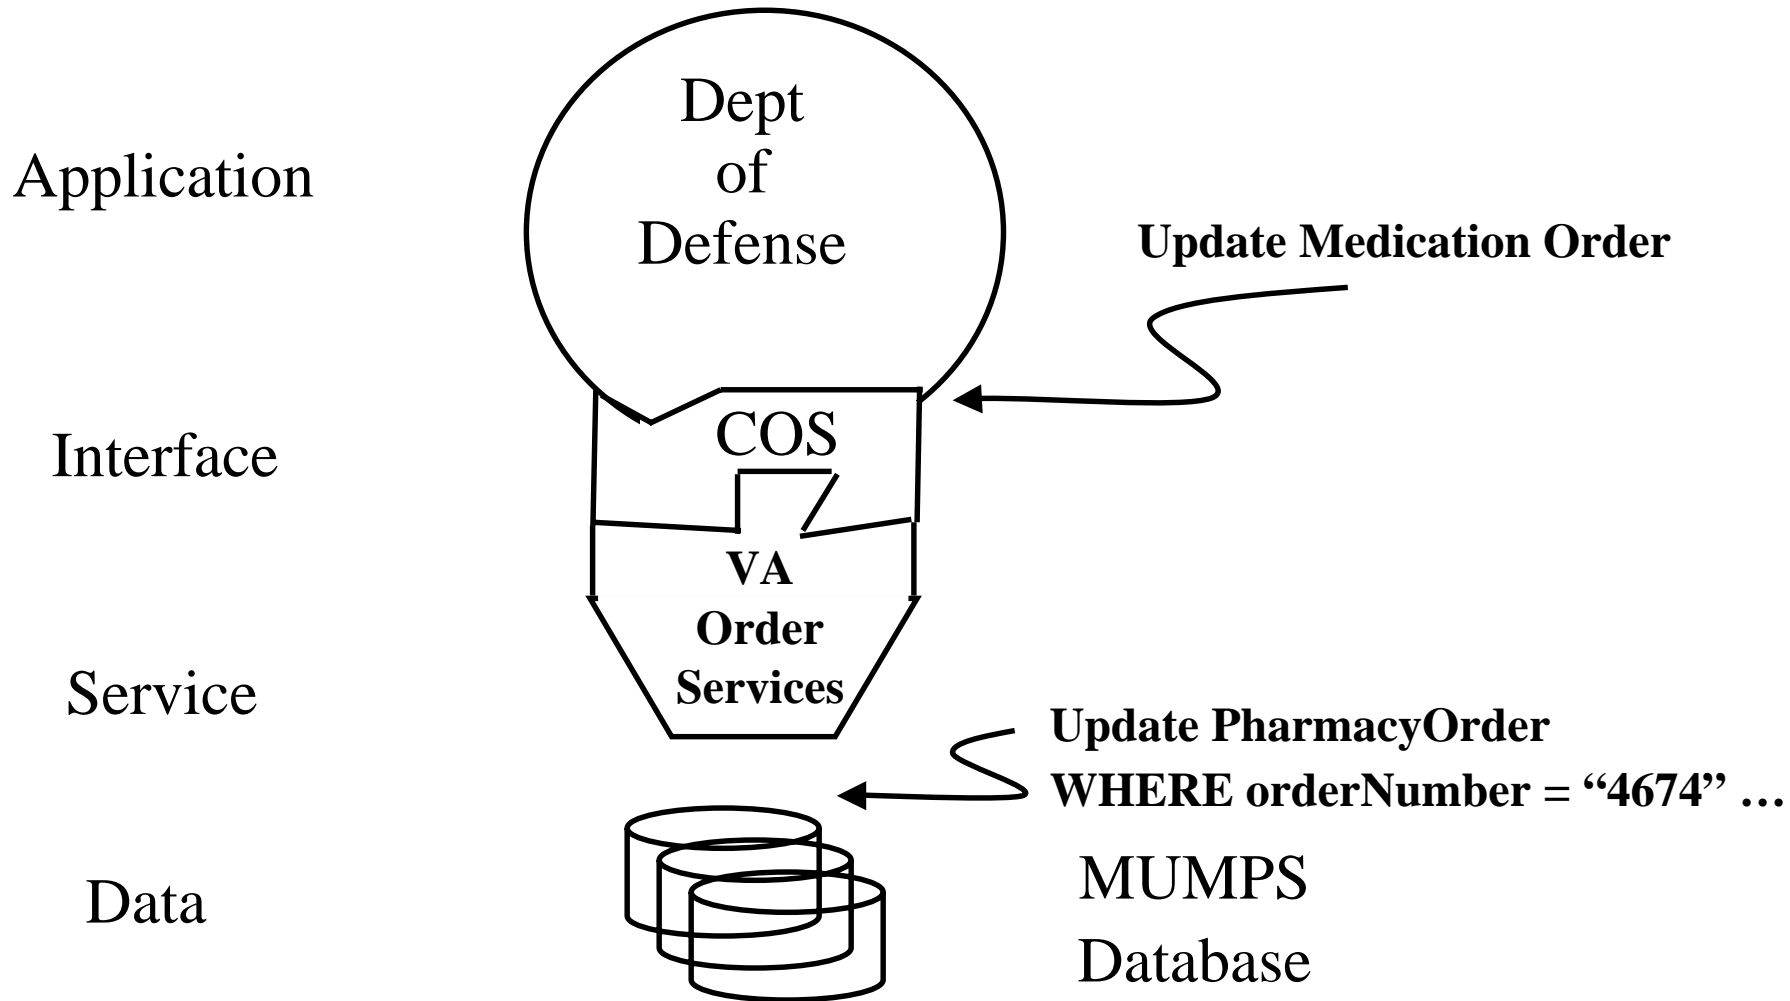 Dept
of
Defense
Application
Update Medication Order
COS
Interface
VA
Order
Services
Service
Update PharmacyOrder
WHERE orderNumber = “4674” …
MUMPS
Database
Data